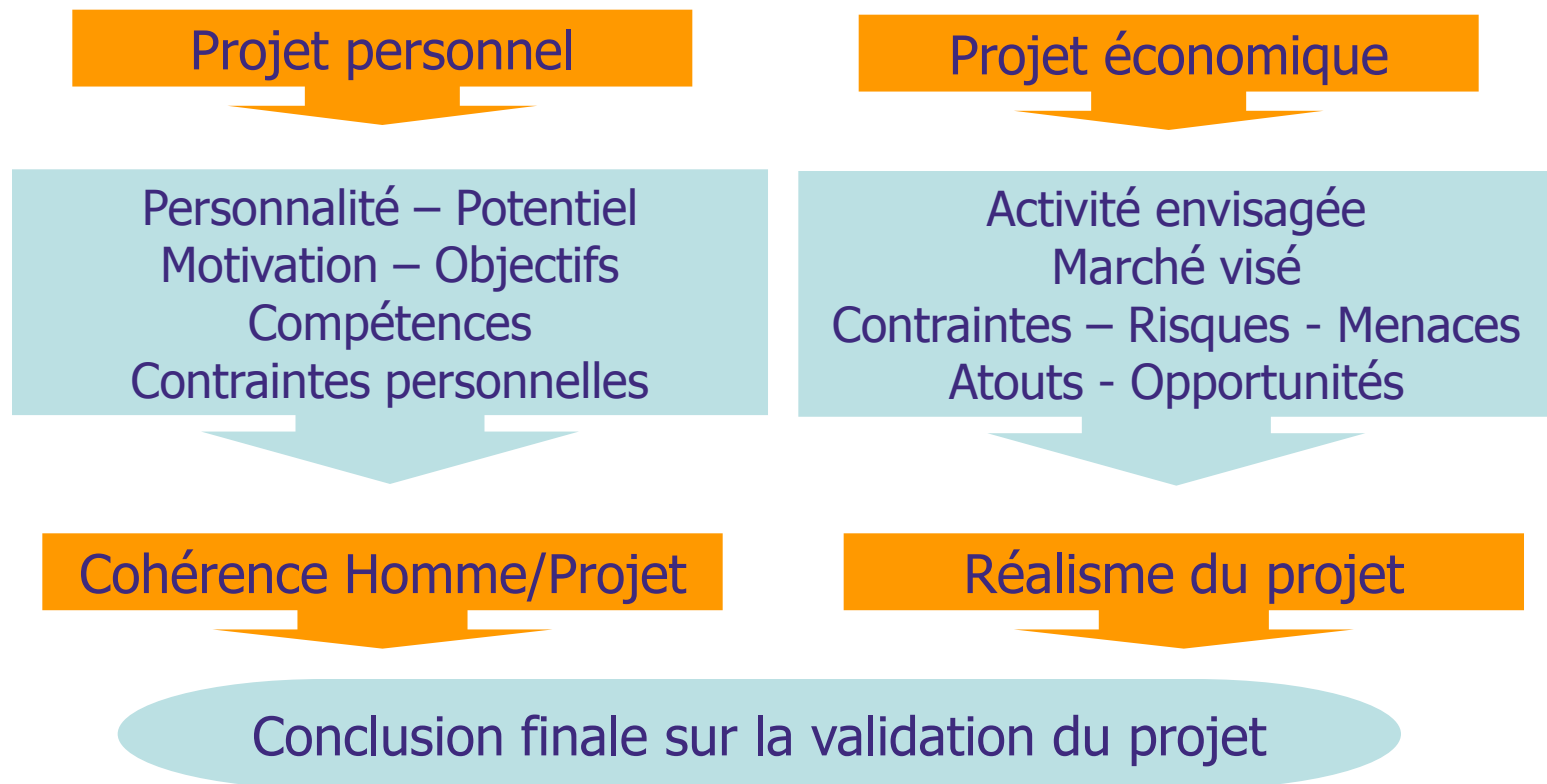 Projet personnel
Projet économique
Personnalité – Potentiel
Motivation – Objectifs
Compétences
Contraintes personnelles
Activité envisagée
Marché visé
Contraintes – Risques - Menaces
Atouts - Opportunités
Cohérence Homme/Projet
Réalisme du projet
Conclusion finale sur la validation du projet